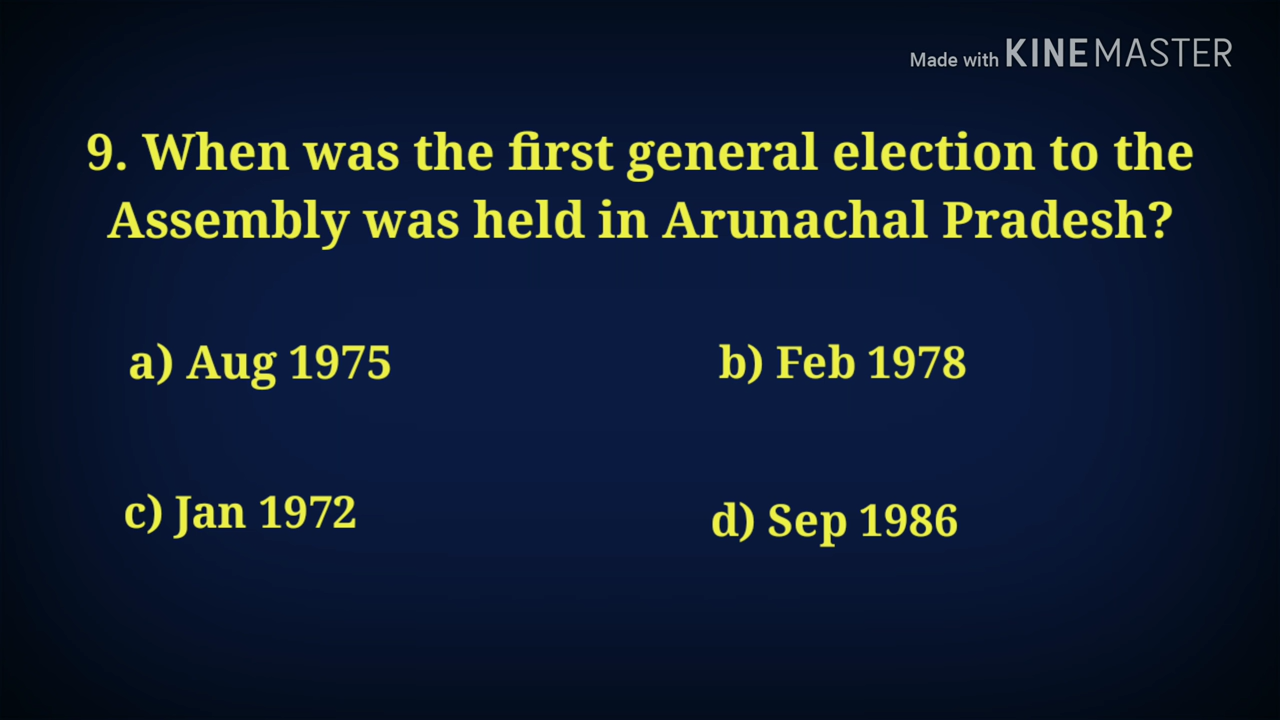 Made with KINEMASTER
9. When was the first general election to the
Assembly was held in Arunachal Pradesh?
a) Aug 1975
b) Feb 1978
c) Jan 1972
d) Sep 1986